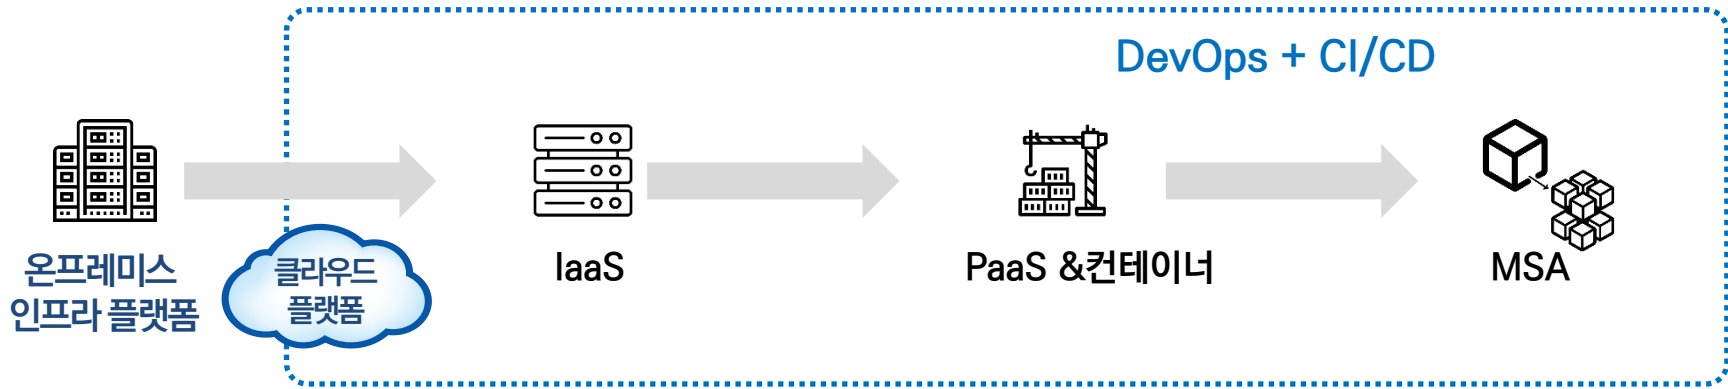 DevOps + CI/CD
온프레미스
인프라 플랫폼
클라우드
플랫폼
IaaS
PaaS &컨테이너
MSA